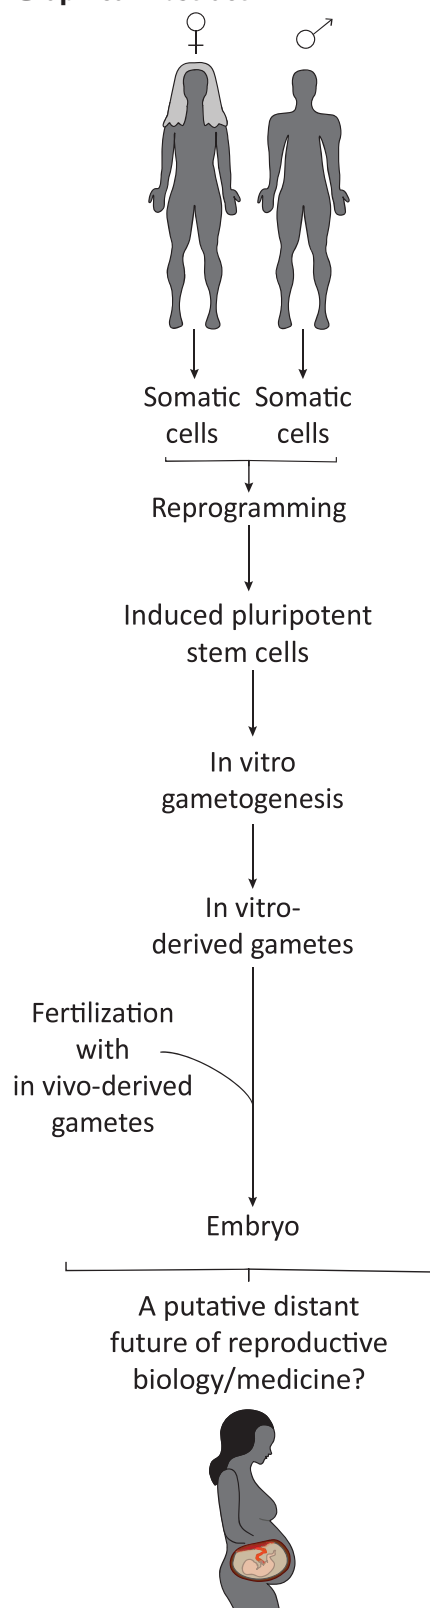 ♀ ♂
Somatic Somatic
cells cells
Reprogramming
Induced pluripotent
stem cells
In vitro
gametogenesis
In vitro-
derived gametes
Fertilization
with
in vivo-derived
gametes
Embryo
A putative distant
future of reproductive
biology/medicine?